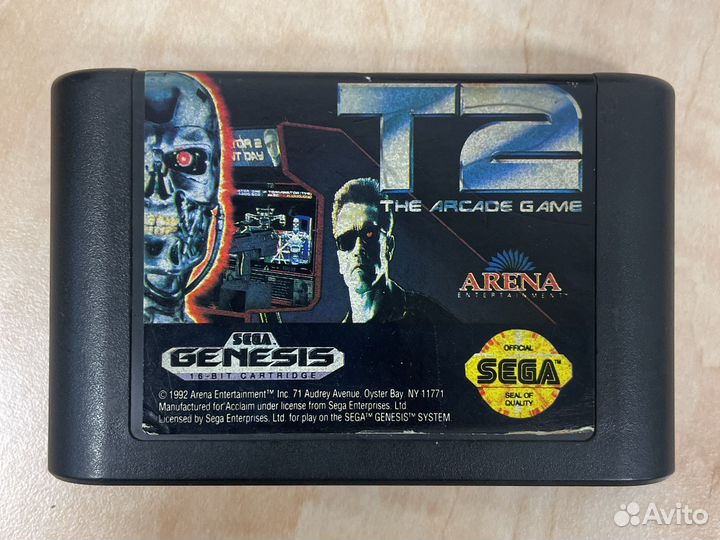 T2
THE ARCADE GAME
ARENA
ENTERTAINMENT™
SEGA
GENESIS
16-BIT CARTRIDGE
OFFICIAL
SEGA™
SEAL OF
QUALITY
© 1992 Arena Entertainment™ Inc. 71 Audrey Avenue. Oyster Bay NY 11771
Manufactured for Acclaim under license from Sega Enterprises. Ltd
Licensed by Sega Enterprises, Ltd. for play on the SEGA™ GENESIS™ SYSTEM.
Avito